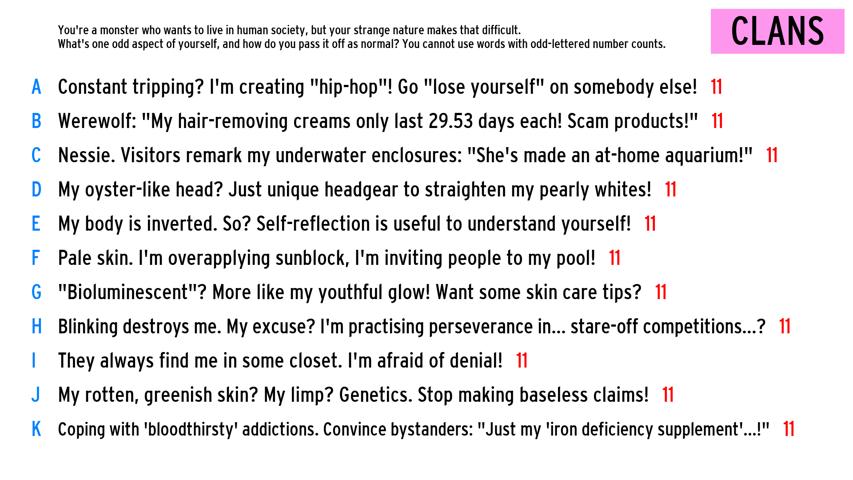 You're a monster who wants to live in human society, but your strange nature makes that difficult.
What's one odd aspect of yourself, and how do you pass it off as normal? You cannot use words with odd-lettered number counts.
CLANS
A Constant tripping? I'm creating "hip-hop"! Go "lose yourself" on somebody else! 11
B Werewolf: "My hair-removing creams only last 29.53 days each! Scam products!" 11
C Nessie. Visitors remark my underwater enclosures: "She's made an at-home aquarium!" 11
D My oyster-like head? Just unique headgear to straighten my pearly whites! 11
E My body is inverted. So? Self-reflection is useful to understand yourself! 11
F Pale skin. I'm overapplying sunblock, I'm inviting people to my pool! 11
G "Bioluminescent"? More like my youthful glow! Want some skin care tips? 11
H Blinking destroys me. My excuse? I'm practising perseverance in... stare-off competitions...? 11
I They always find me in some closet. I'm afraid of denial! 11
J My rotten, greenish skin? My limp? Genetics. Stop making baseless claims! 11
K Coping with 'bloodthirsty' addictions. Convince bystanders: "Just my 'iron deficiency supplement'...!" 11